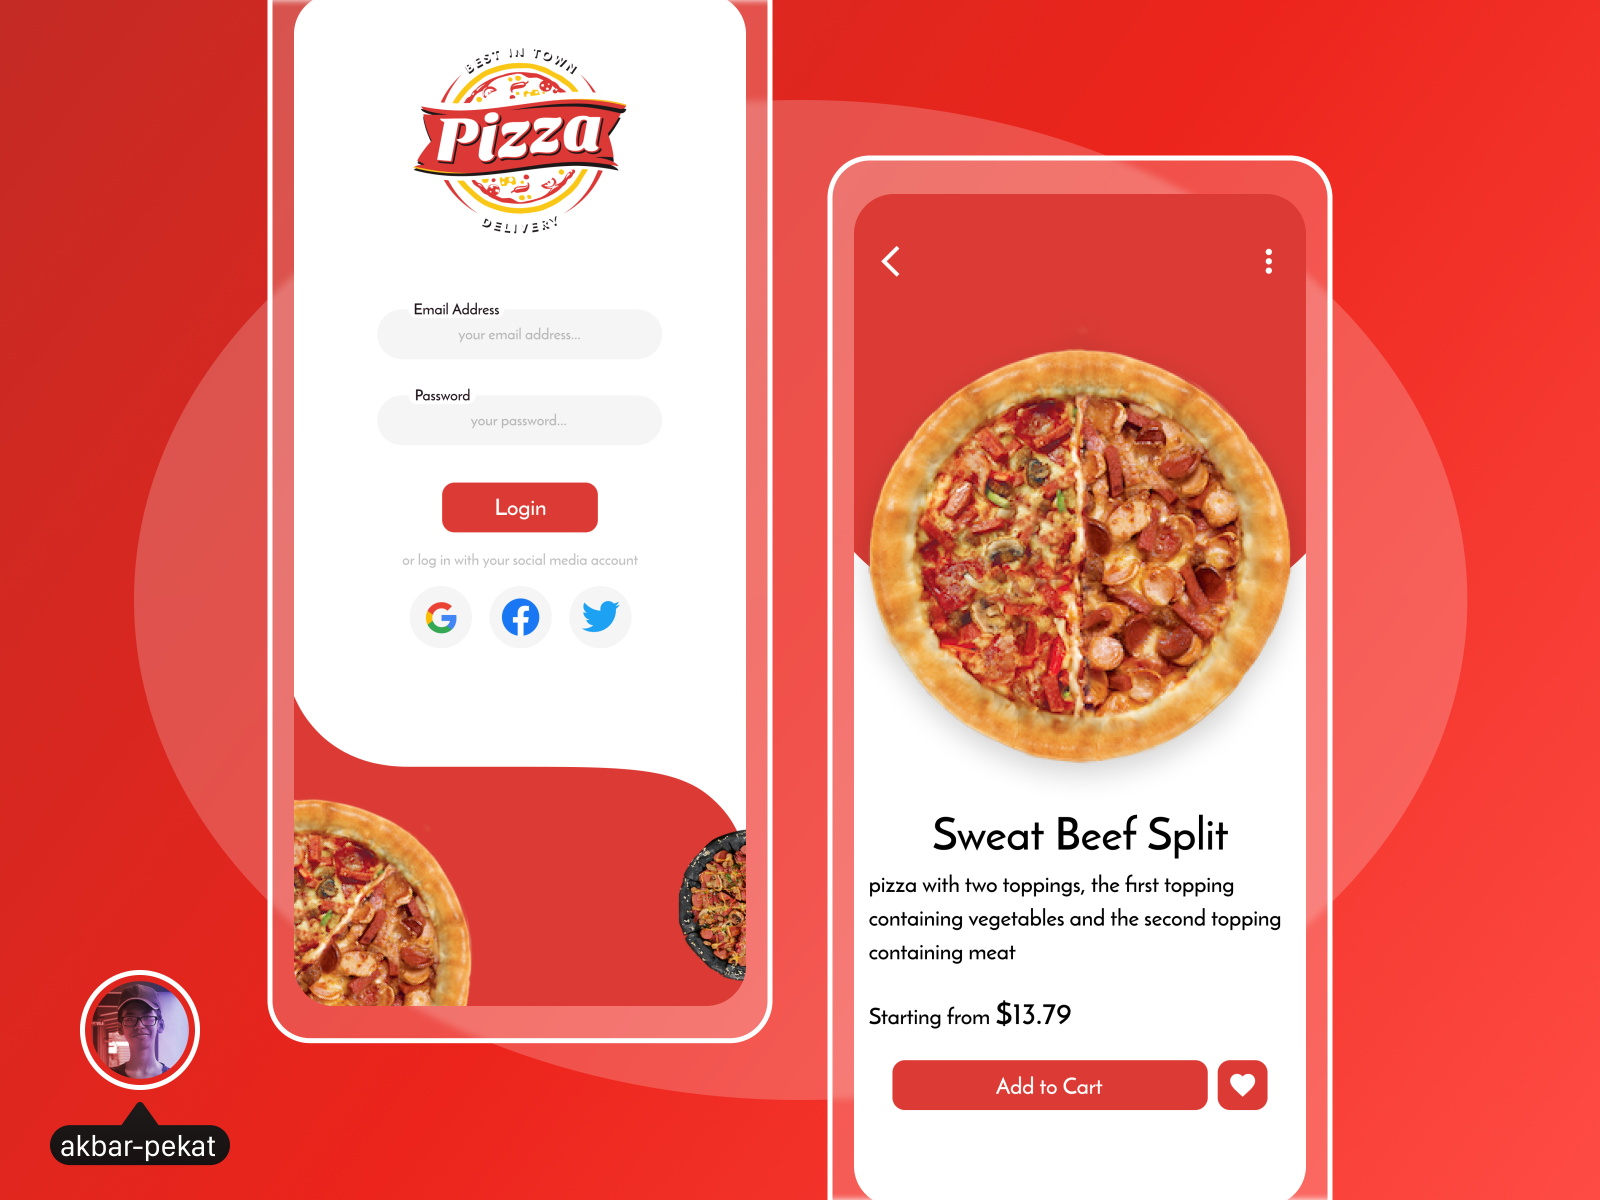 BEST IN TOWN
Pizza
DELIVERY
Email Address
your email address...
Password
your password...
Login
or log in with your social media account
Sweat Beef Split
pizza with two toppings, the first topping
containing vegetables and the second topping
containing meat
Starting from $13.79
Add to Cart
akbar-pekat